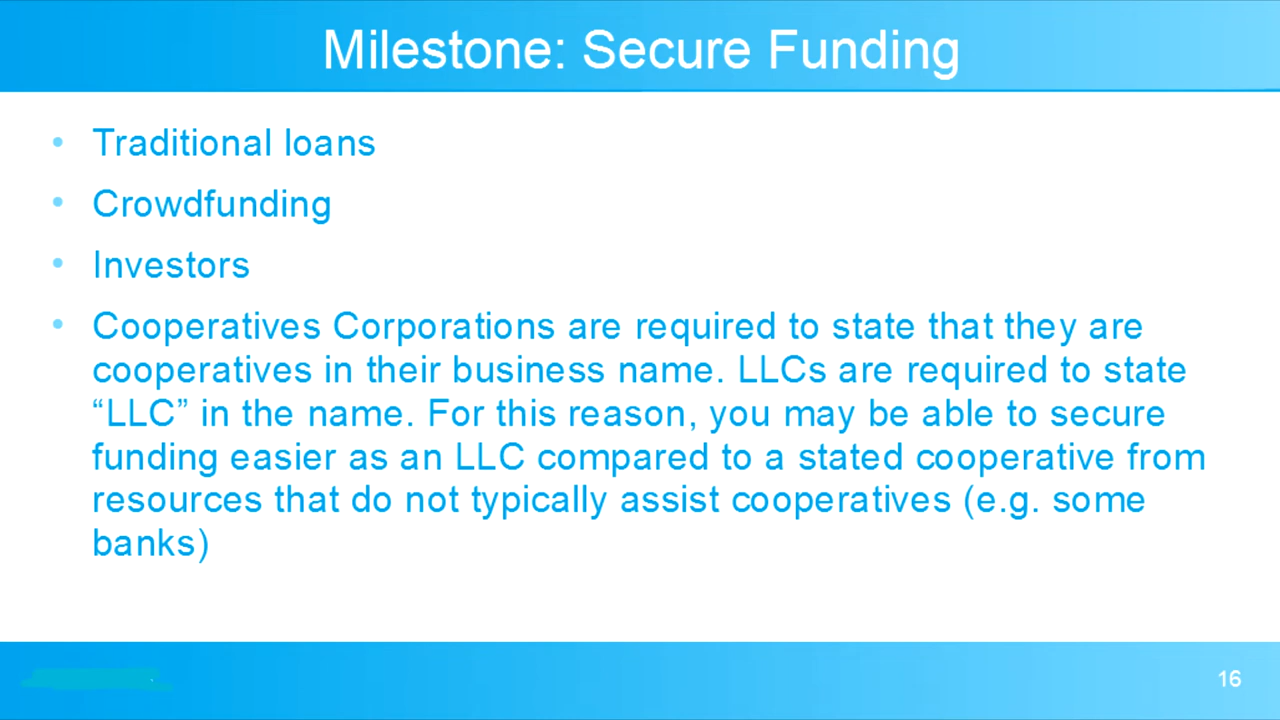 Milestone: Secure Funding
• Traditional loans
• Crowdfunding
• Investors
• Cooperatives Corporations are required to state that they are
cooperatives in their business name. LLCs are required to state
“LLC” in the name. For this reason, you may be able to secure
funding easier as an LLC compared to a stated cooperative from
resources that do not typically assist cooperatives (e.g. some
banks)
16